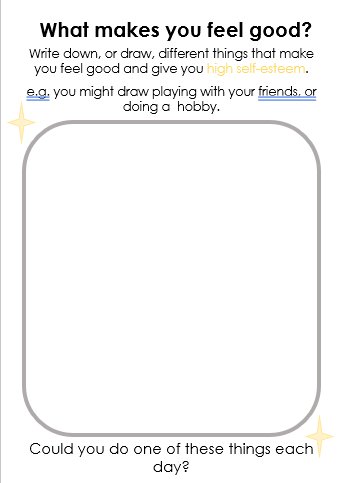 What makes you feel good?
Write down, or draw, different things that make
you feel good and give you high self-esteem.
e.g. you might draw playing with your friends, or
doing a  hobby.
Could you do one of these things each
day?